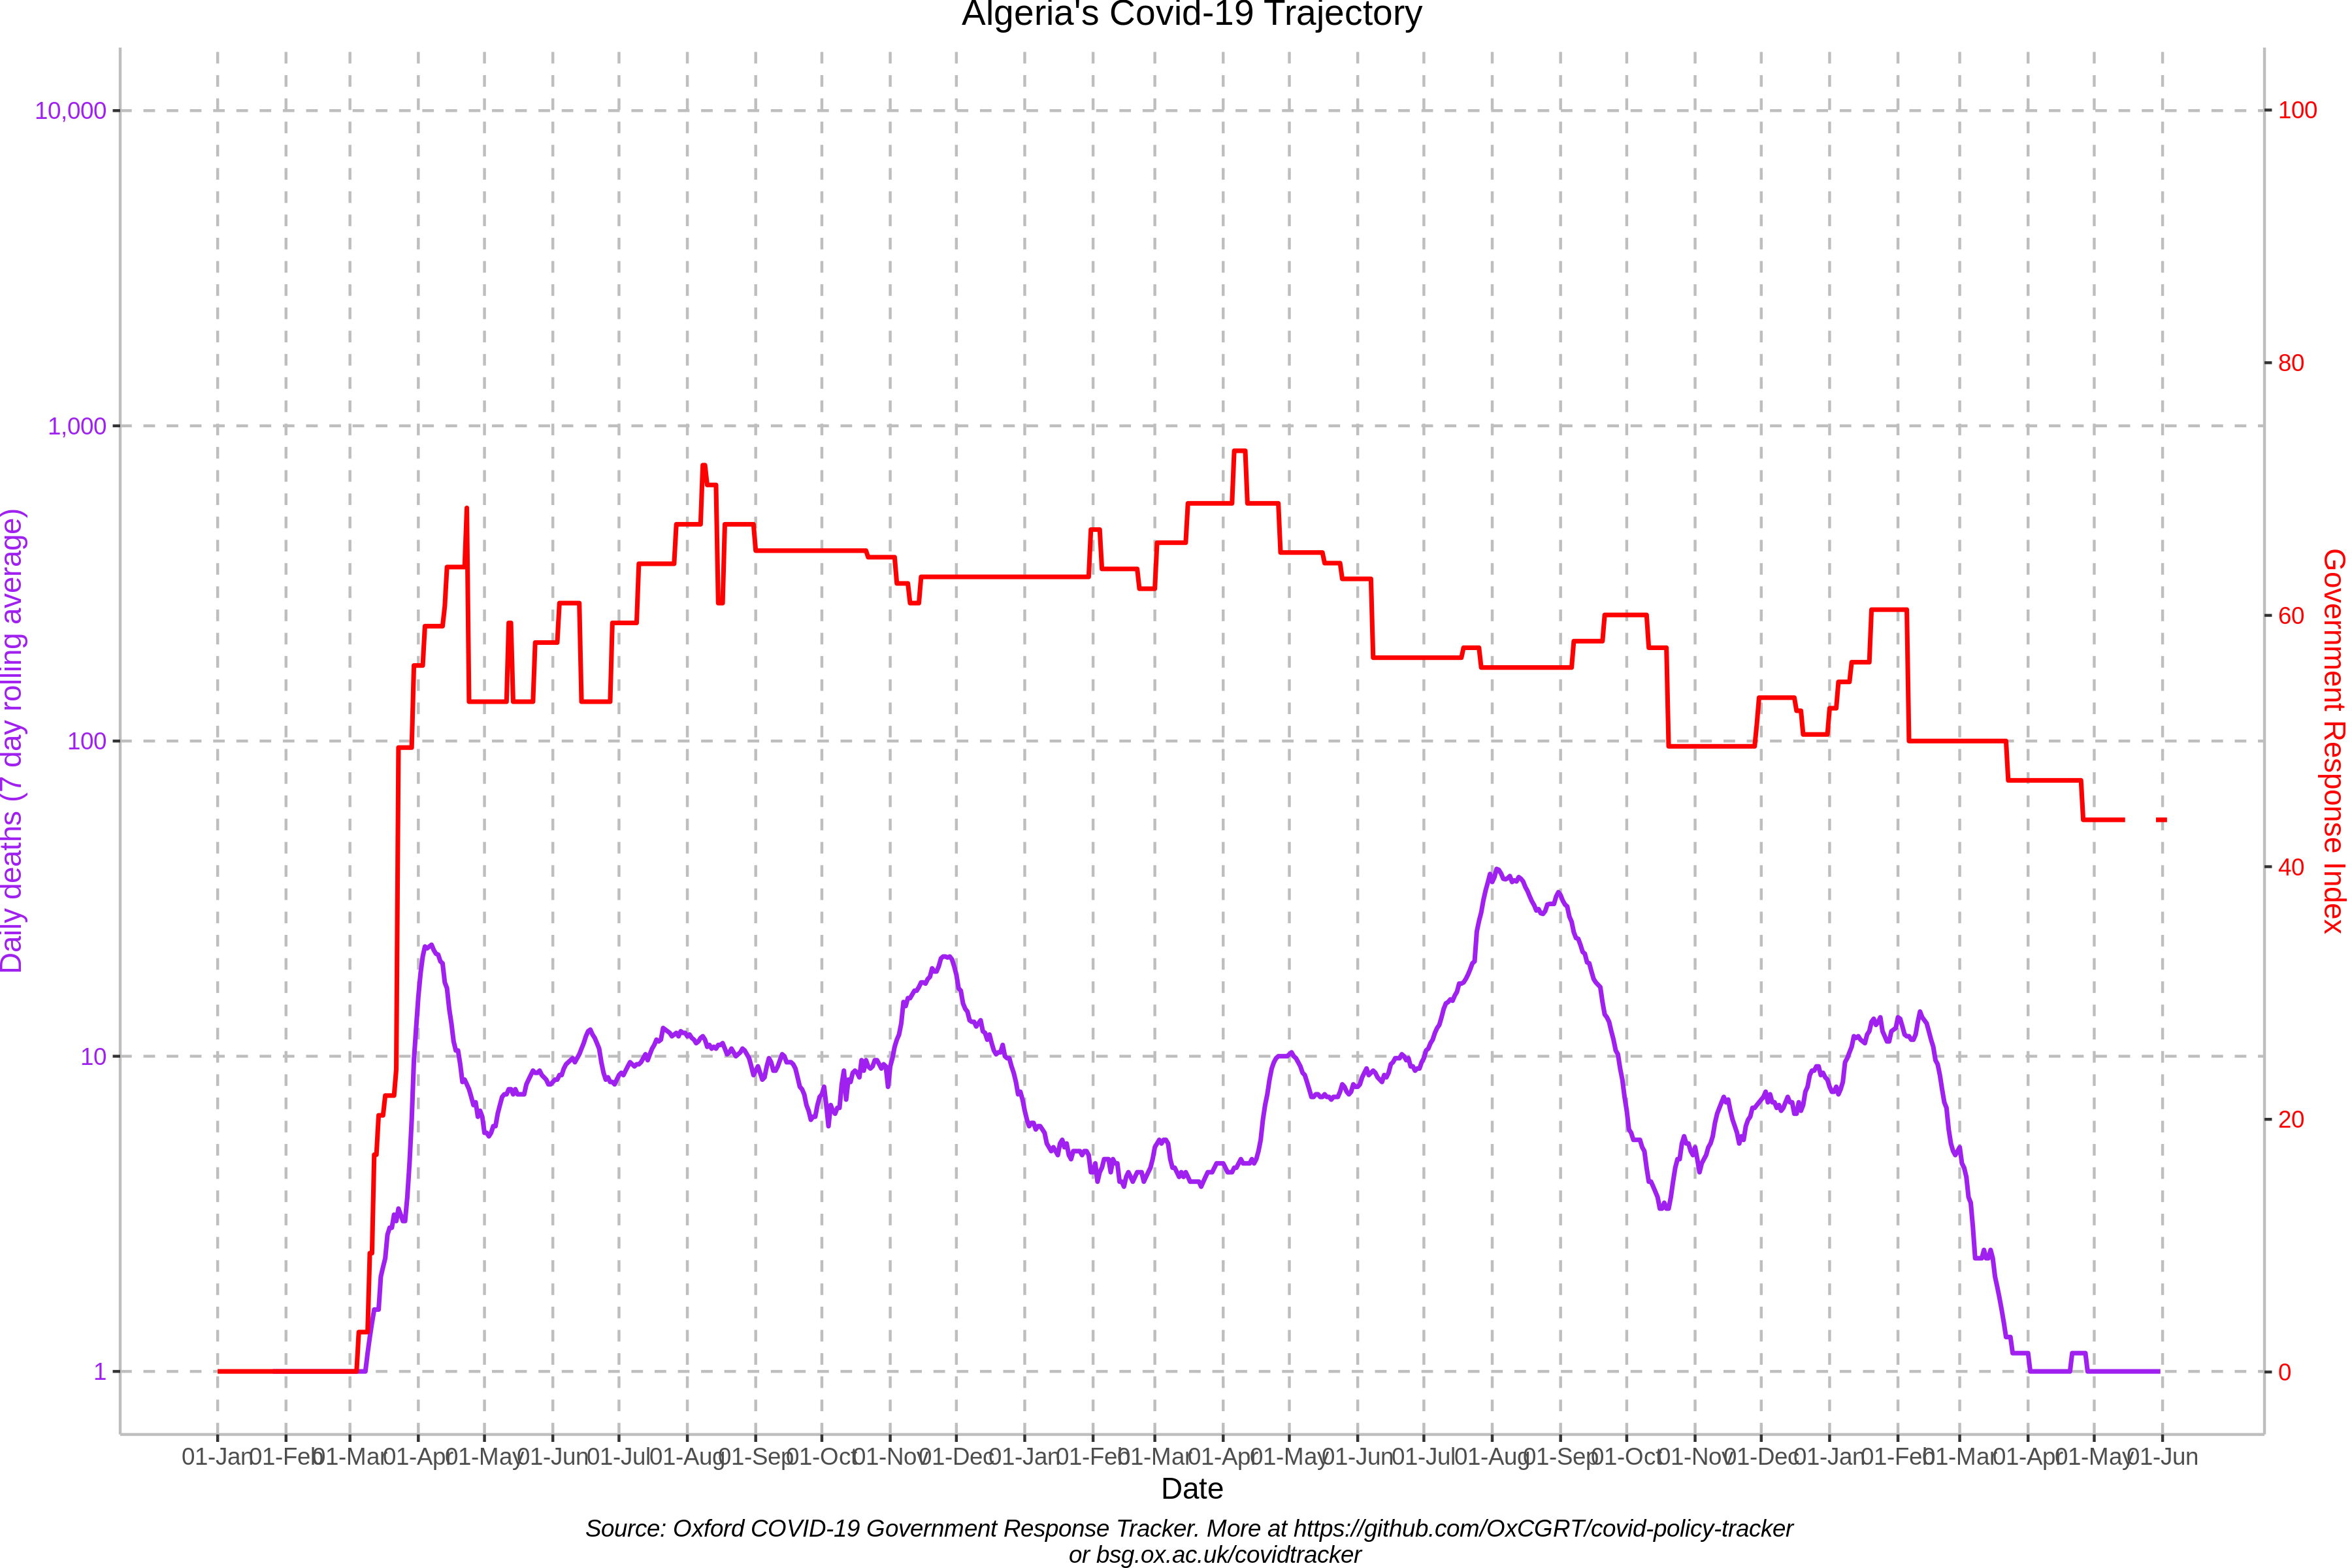 Algeria's Covid-19 Trajectory
10,000
1,000
100
10
1
Daily deaths (7 day rolling average)
100
80
60
40
20
0
Government Response Index
01-Jan
01-Feb
01-Mar
01-Apr
01-May
01-Jun
01-Jul
01-Aug
01-Sep
01-Oct
01-Nov
01-Dec
01-Jan
01-Feb
01-Mar
01-Apr
01-May
01-Jun
01-Jul
01-Aug
01-Sep
01-Oct
01-Nov
01-Dec
01-Jan
01-Feb
01-Mar
01-Apr
01-May
01-Jun
Date
Source: Oxford COVID-19 Government Response Tracker. More at https://github.com/OxCGRT/covid-policy-tracker
or bsg.ox.ac.uk/covidtracker